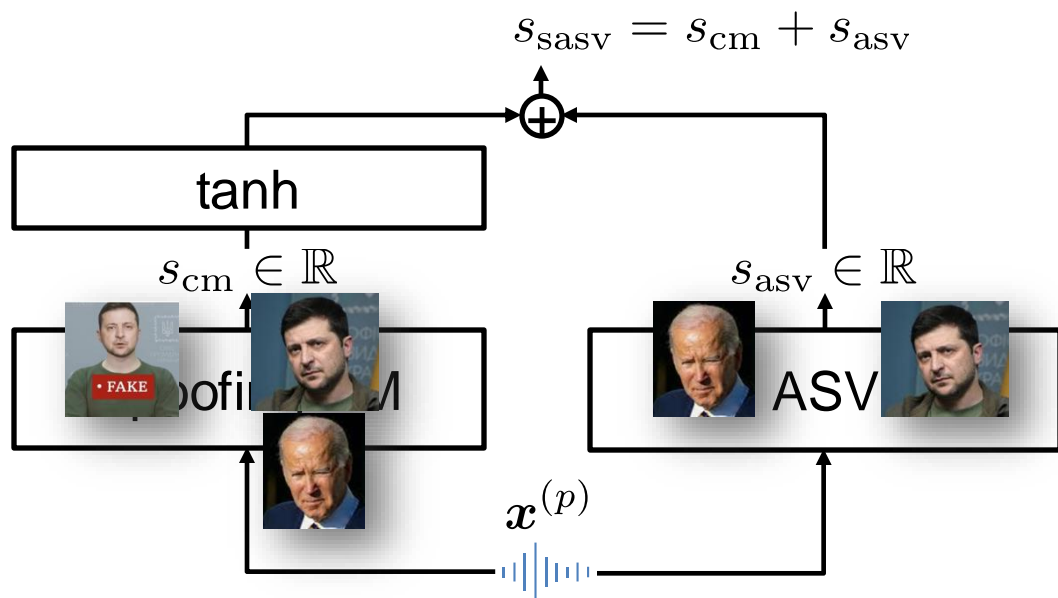 s_sasv = s_cm + s_asv
tanh
s_cm ∈ ℝ
s_asv ∈ ℝ
• FAKE
ASV
x^(p)